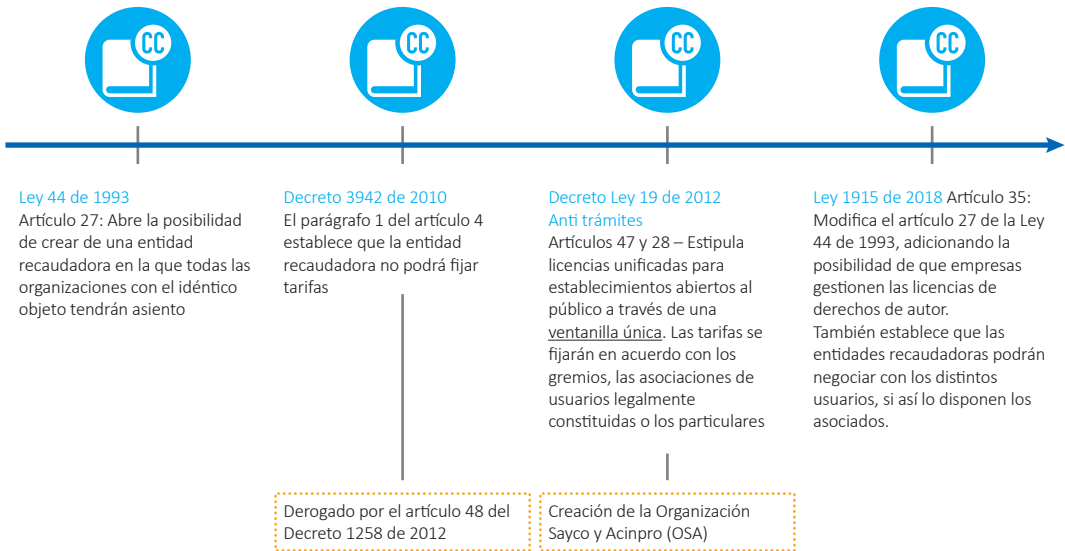 CC
CC
CC
CC
Ley 44 de 1993
Artículo 27: Abre la posibilidad
de crear de una entidad
recaudadora en la que todas las
organizaciones con el idéntico
objeto tendrán asiento
Decreto 3942 de 2010
El parágrafo 1 del artículo 4
establece que la entidad
recaudadora no podrá fijar
tarifas
Derogado por el artículo 48 del
Decreto 1258 de 2012
Decreto Ley 19 de 2012
Anti trámites
Artículos 47 y 28 – Estipula
licencias unificadas para
establecimientos abiertos al
público a través de una
ventanilla única. Las tarifas se
fijarán en acuerdo con los
gremios, las asociaciones de
usuarios legalmente
constituidas o los particulares
Creación de la Organización
Sayco y Acinpro (OSA)
Ley 1915 de 2018 Artículo 35:
Modifica el artículo 27 de la Ley
44 de 1993, adicionando la
posibilidad de que empresas
gestionen las licencias de
derechos de autor.
También establece que las
entidades recaudadoras podrán
negociar con los distintos
usuarios, si así lo disponen los
asociados.